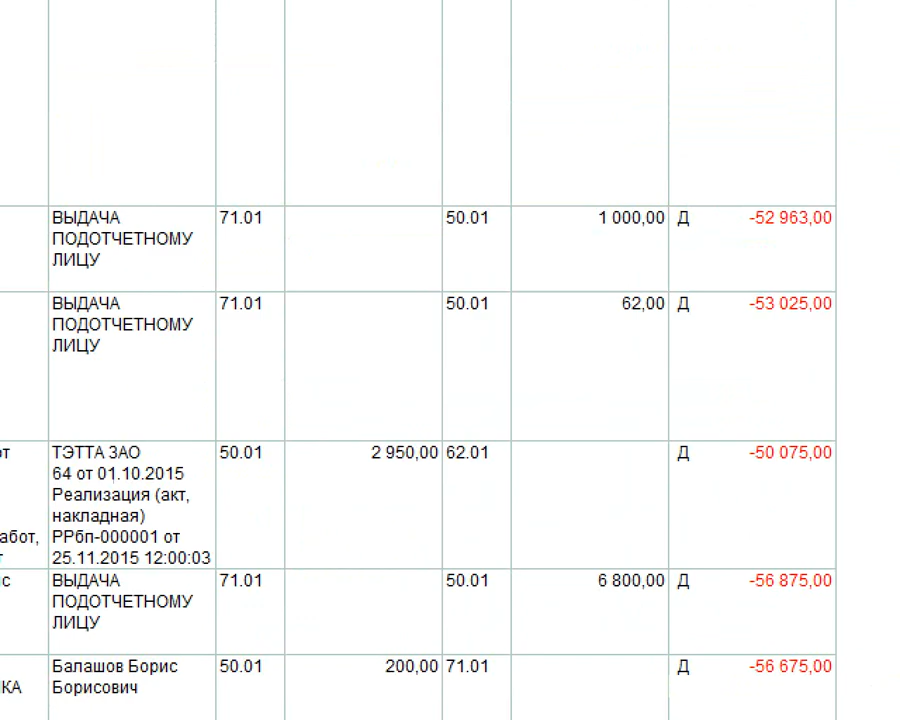 ВЫДАЧА 71.01 50.01 1 000,00 Д -52 963,00
ПОДОТЧЕТНОМУ
ЛИЦУ
ВЫДАЧА 71.01 50.01 62,00 Д -53 025,00
ПОДОТЧЕТНОМУ
ЛИЦУ
от ТЭТТА ЗАО 50.01 2 950,00 62.01 Д -50 075,00
64 от 01.10.2015
Реализация (акт,
накладная)
абот, РРбп-000001 от
25.11.2015 12:00:03
ис ВЫДАЧА 71.01 50.01 6 800,00 Д -56 875,00
ПОДОТЧЕТНОМУ
ЛИЦУ
Балашов Борис 50.01 200,00 71.01 Д -56 675,00
КА Борисович